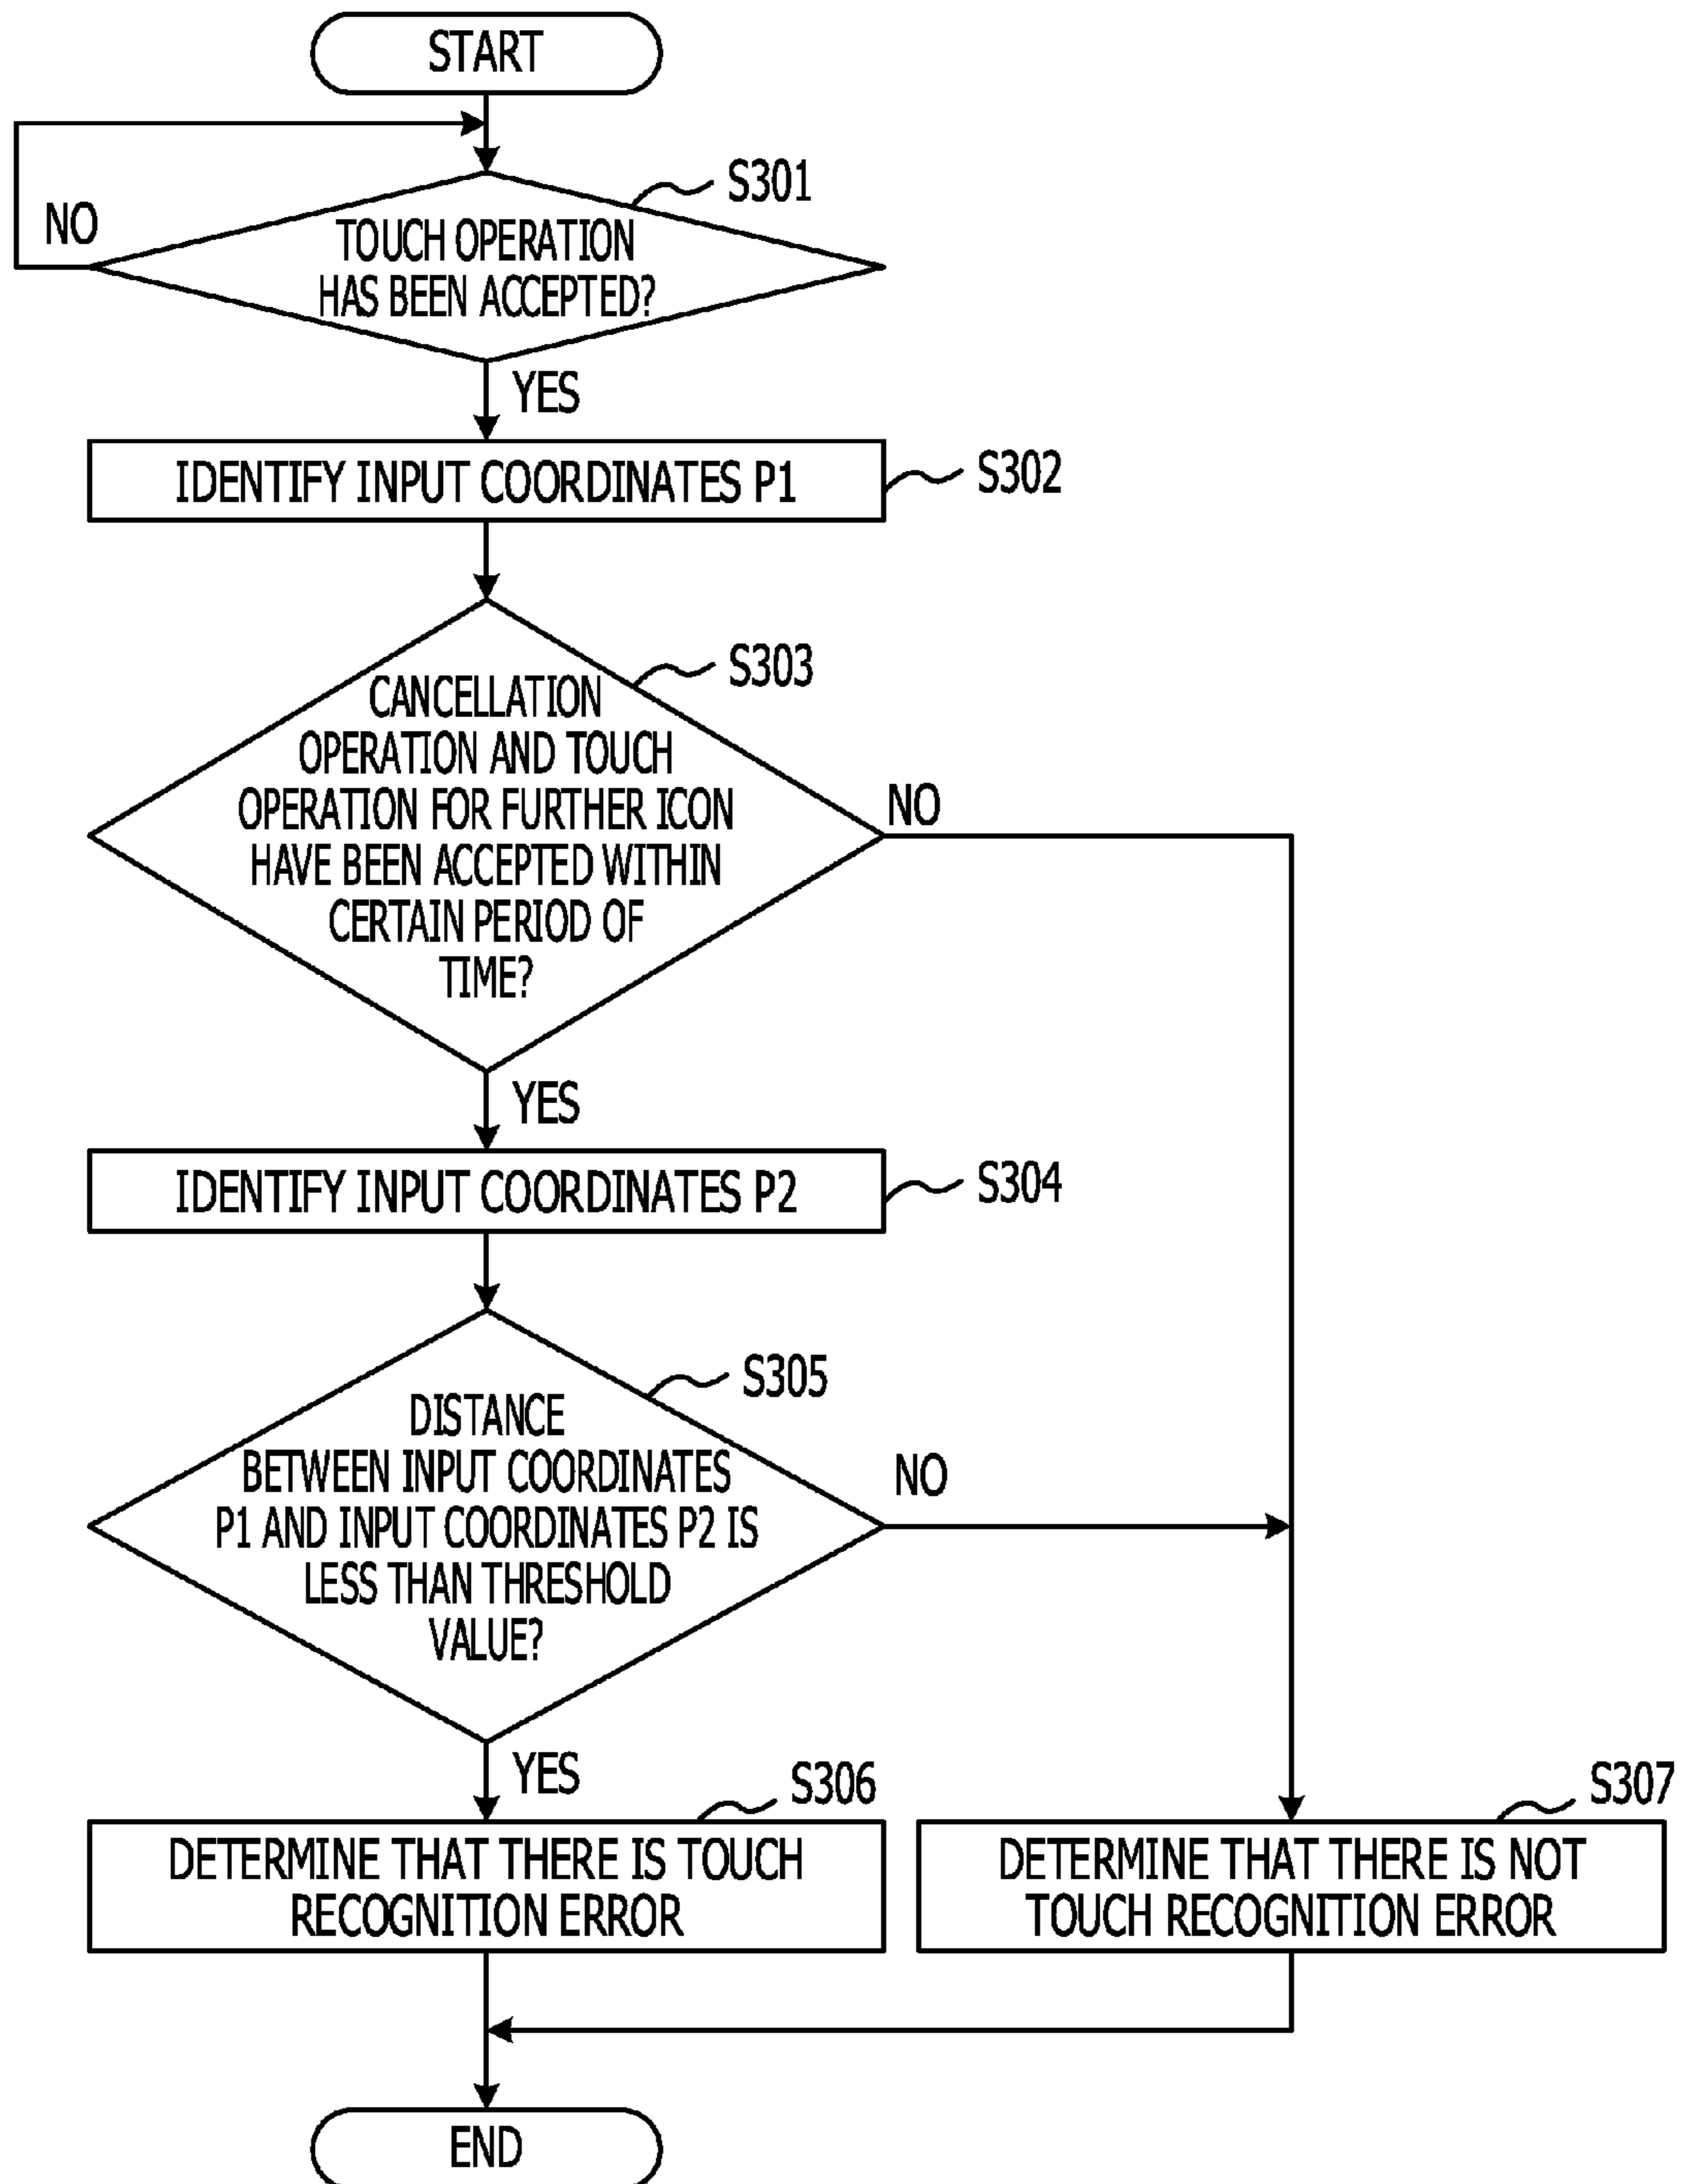 START
S301
NO
TOUCH OPERATION
HAS BEEN ACCEPTED?
YES
IDENTIFY INPUT COORDINATES P1
S302
S303
CANCELLATION
OPERATION AND TOUCH
OPERATION FOR FURTHER ICON
HAVE BEEN ACCEPTED WITHIN
CERTAIN PERIOD OF
TIME?
NO
YES
IDENTIFY INPUT COORDINATES P2
S304
S305
DISTANCE
BETWEEN INPUT COORDINATES
P1 AND INPUT COORDINATES P2 IS
LESS THAN THRESHOLD
VALUE?
NO
YES
S306
DETERMINE THAT THERE IS TOUCH
RECOGNITION ERROR
S307
DETERMINE THAT THERE IS NOT
TOUCH RECOGNITION ERROR
END